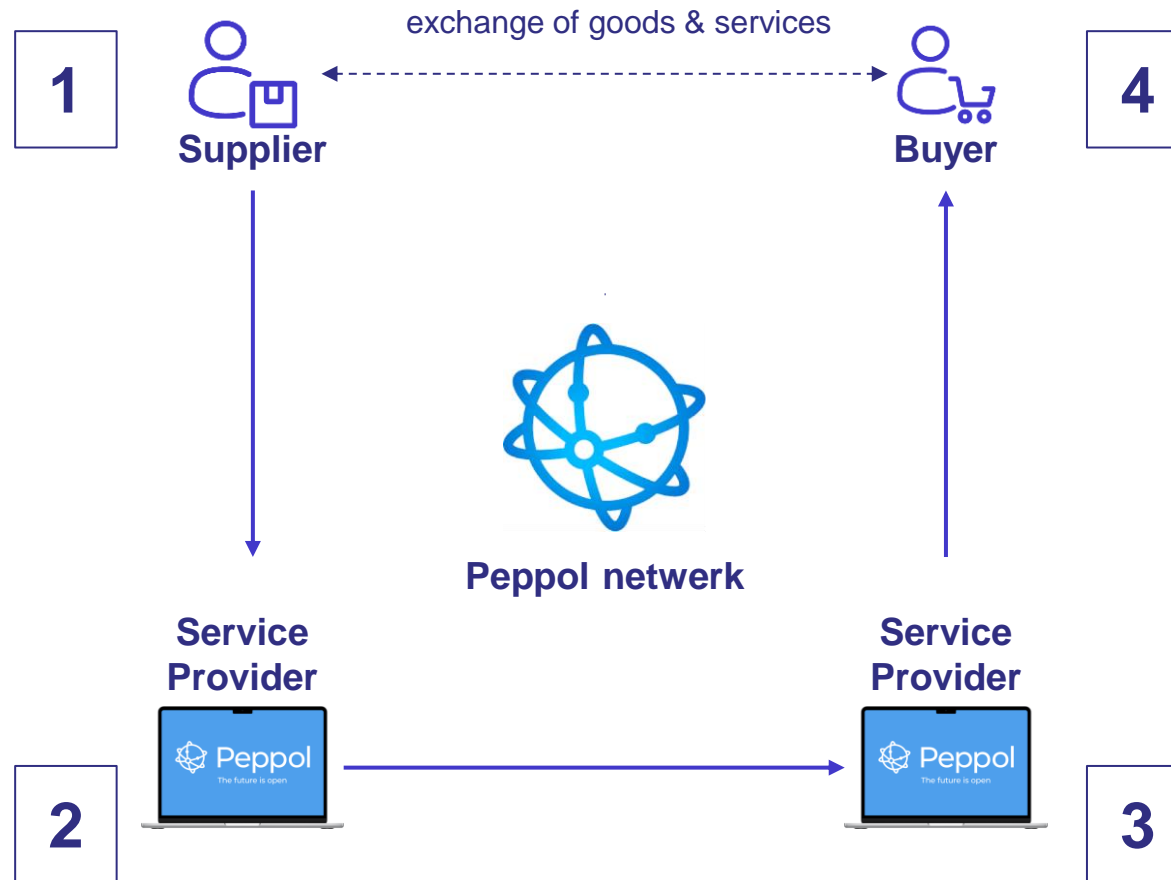 exchange of goods & services
1
4
Supplier
Buyer
Peppol netwerk
Service
Provider
Service
Provider
Peppol
The future is open
Peppol
The future is open
2
3